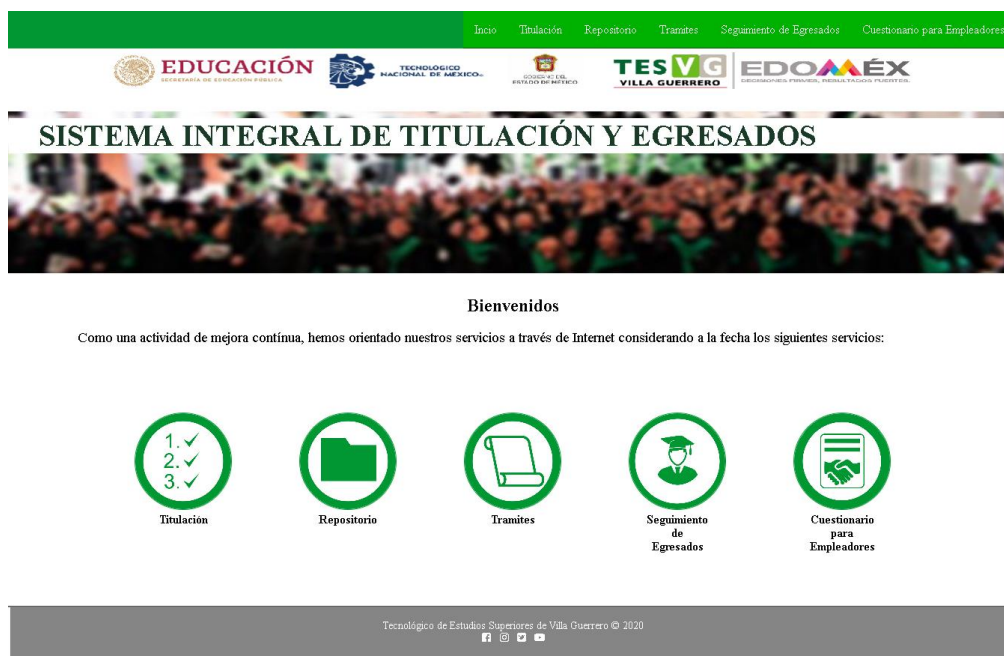 Incio Titulación Repositorio Tramites Seguimiento de Egresados Cuestionario para Empleadores
EDUCACIÓN
SECRETARÍA DE EDUCACIÓN PÚBLICA
TECNOLÓGICO
NACIONAL DE MÉXICO
GOBIERNO DEL
ESTADO DE MÉXICO
TESVG
VILLA GUERRERO
EDOMÉX
DECISIONES FIRMES, RESULTADOS FUERTES.
SISTEMA INTEGRAL DE TITULACIÓN Y EGRESADOS
Bienvenidos
Como una actividad de mejora contínua, hemos orientado nuestros servicios a través de Internet considerando a la fecha los siguientes servicios:
1.
2.
3.
Titulación
Repositorio
Tramites
Seguimiento
de
Egresados
Cuestionario
para
Empleadores
Tecnológico de Estudios Superiores de Villa Guerrero © 2020